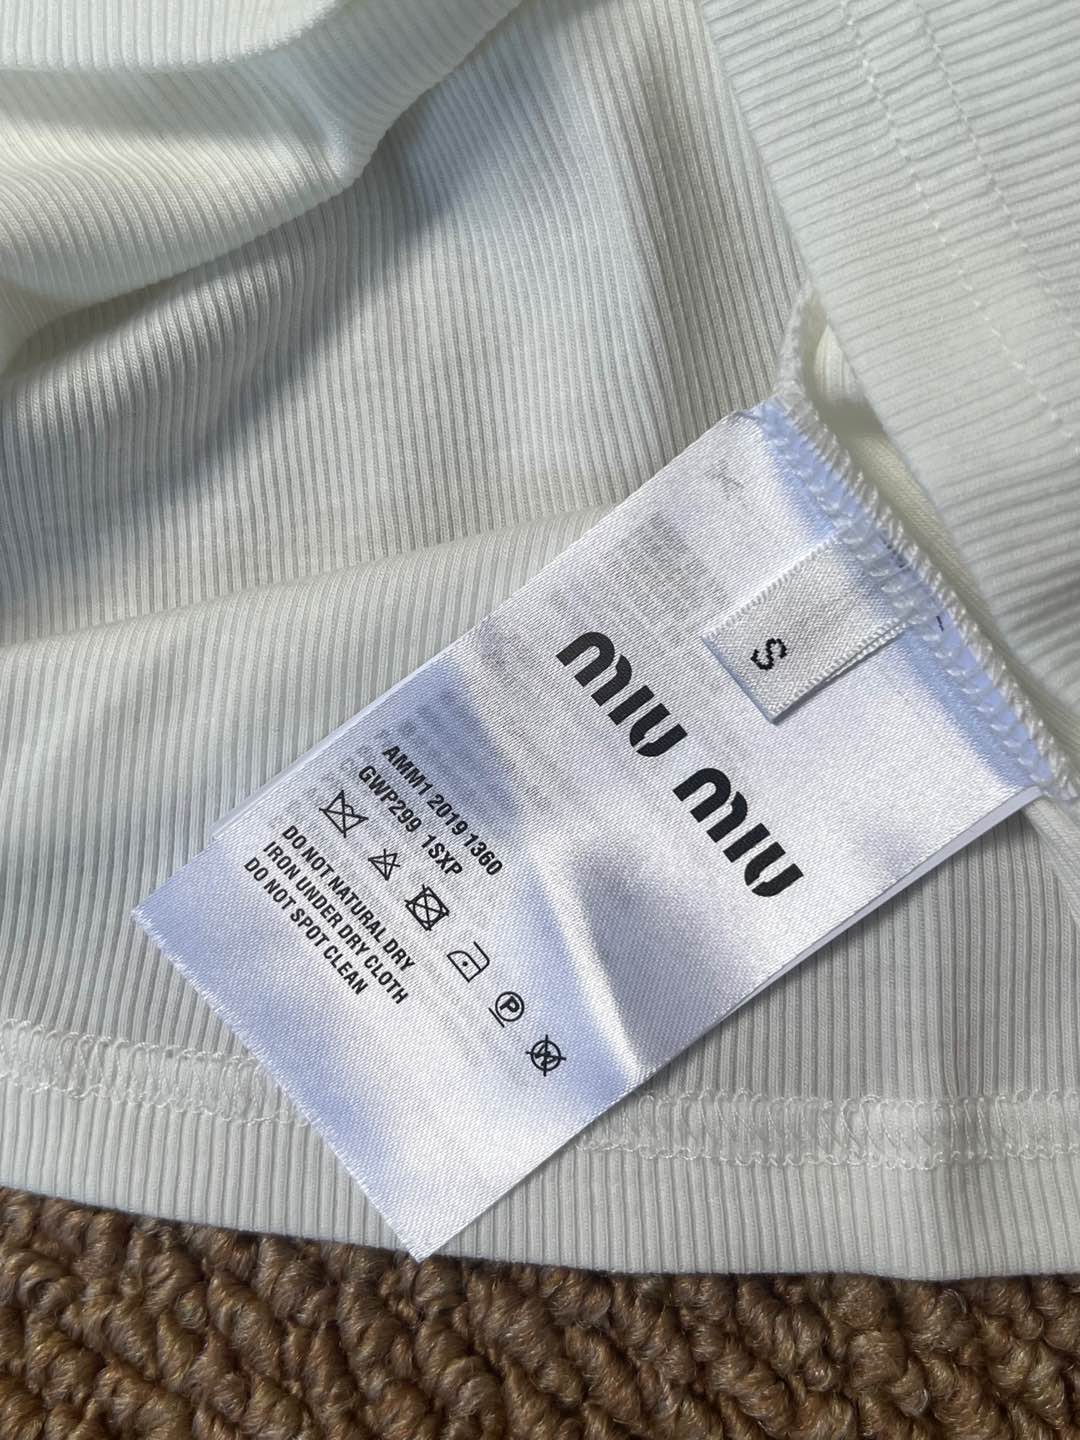 S
MIU MIU
AMM1 2019 1360
GWP299 1SXP
P
W
DO NOT NATURAL DRY
IRON UNDER DRY CLOTH
DO NOT SPOT CLEAN